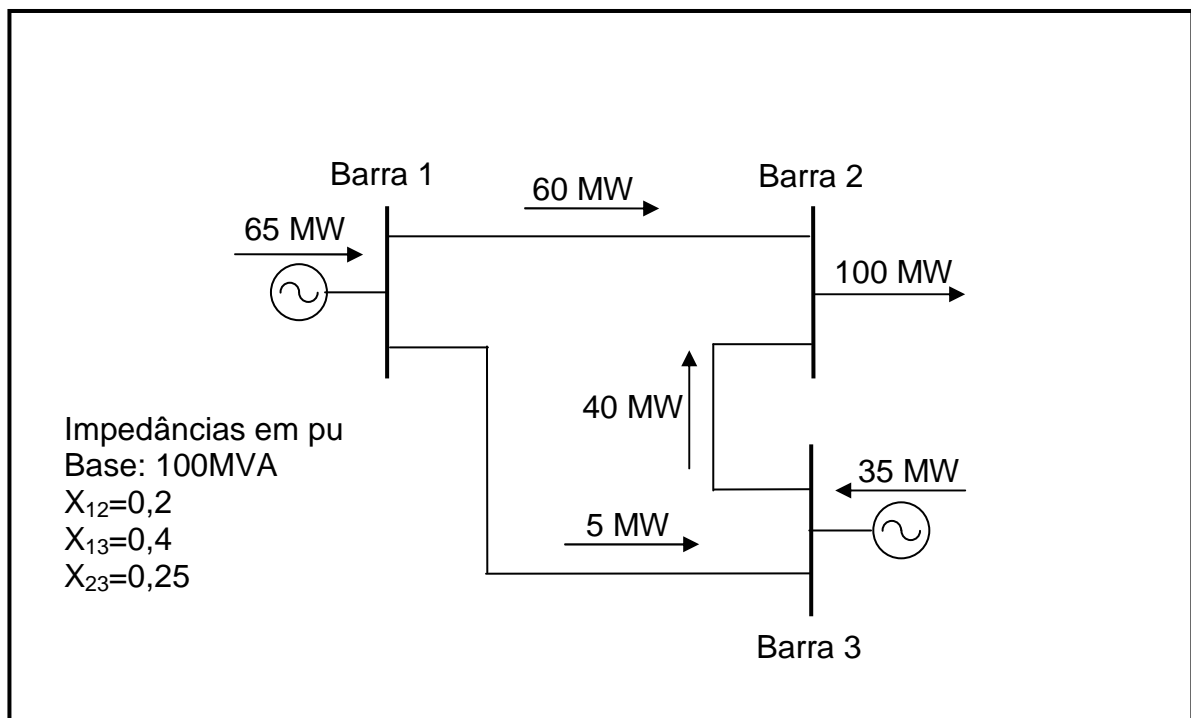 Barra 1
Barra 2
60 MW
65 MW
100 MW
40 MW
Impedâncias em pu
Base: 100MVA
X₁₂=0,2
X₁₃=0,4
X₂₃=0,25
35 MW
5 MW
Barra 3